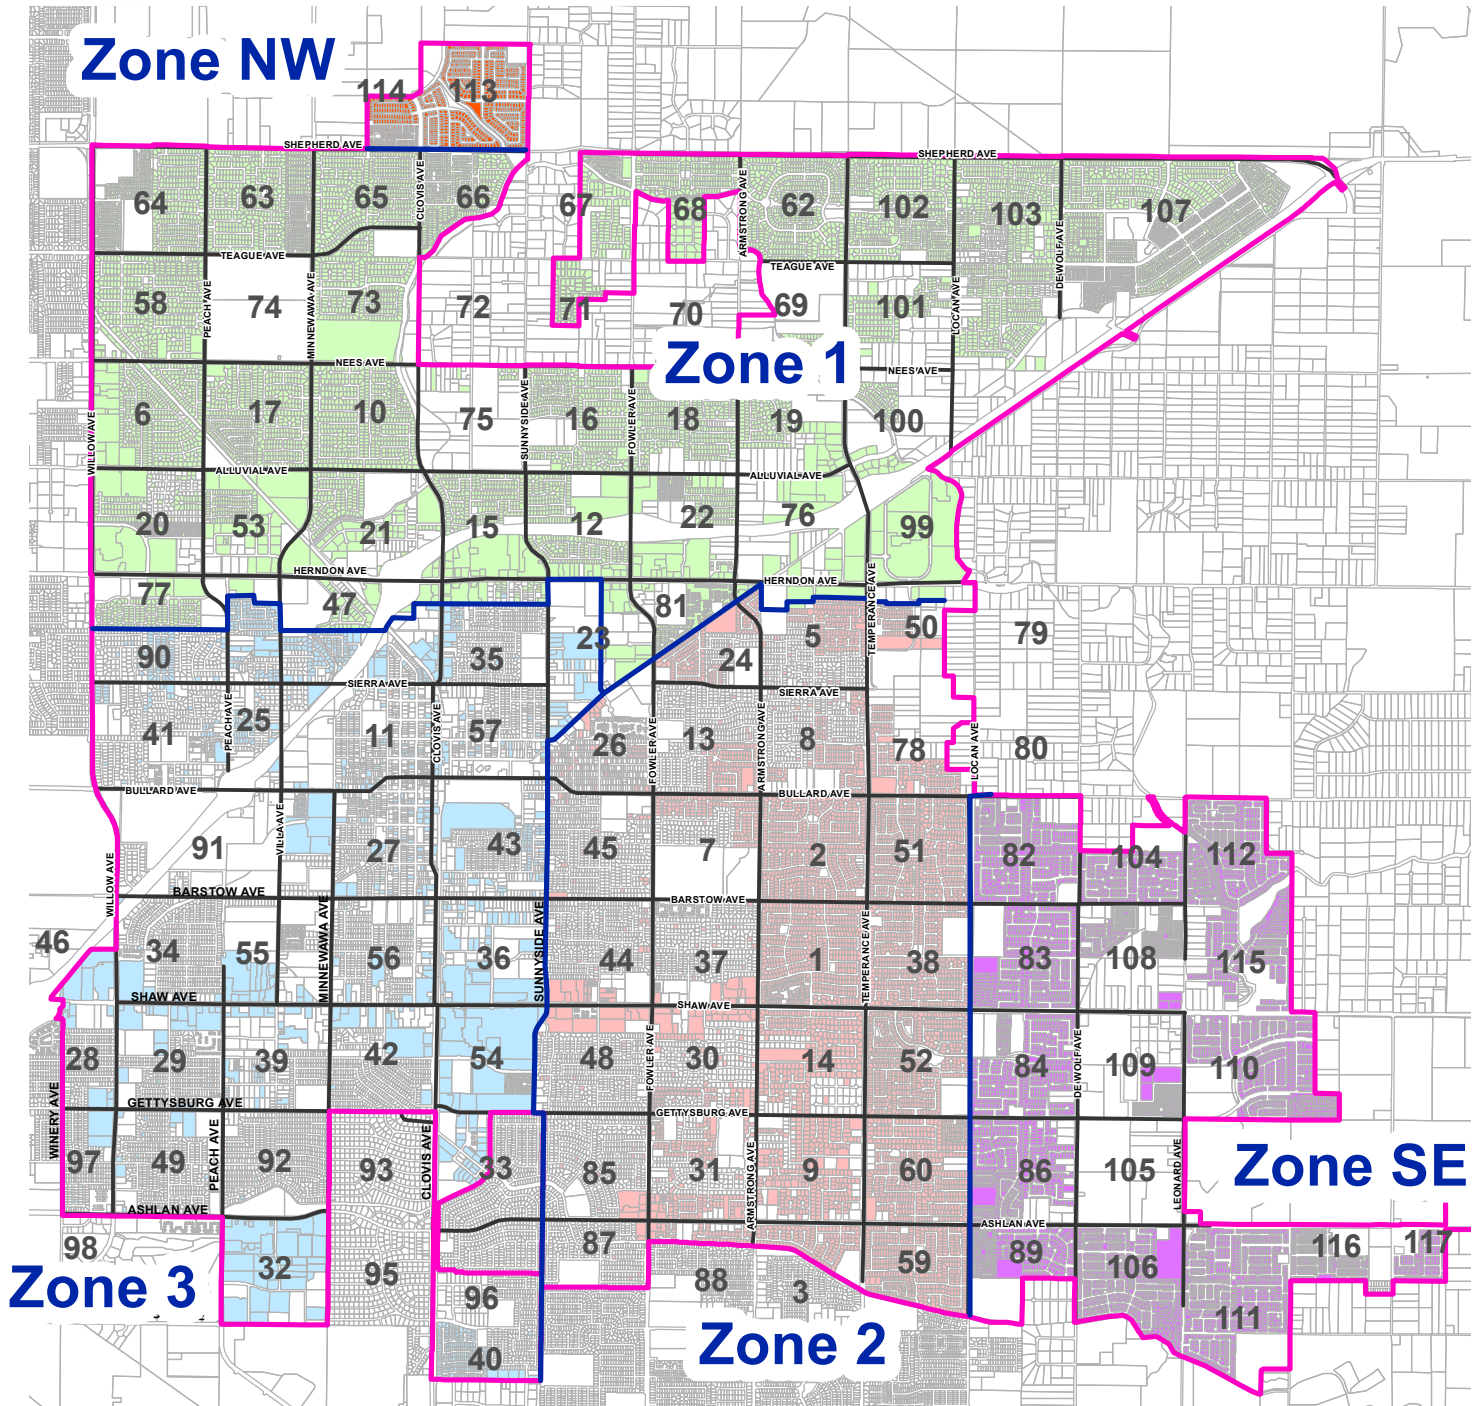 Zone NW
114
113
SHEPHERD AVE
SHEPHERD AVE
64
63
65
CLOVIS AVE
66
67
68
ARMSTRONG AVE
62
102
103
DE WOLF AVE
107
TEAGUE AVE
TEAGUE AVE
58
PEACH AVE
74
MINNEWAWA AVE
73
72
71
70
69
101
LOCAN AVE
Zone 1
NEES AVE
NEES AVE
WILLOW AVE
6
17
10
75
SUNNYSIDE AVE
16
FOWLER AVE
18
19
100
ALLUVIAL AVE
ALLUVIAL AVE
20
53
21
15
12
22
76
99
HERNDON AVE
HERNDON AVE
77
47
81
TEMPERANCE AVE
23
5
50
79
90
35
24
SIERRA AVE
SIERRA AVE
41
PEACH AVE
25
11
CLOVIS AVE
57
26
FOWLER AVE
13
ARMSTRONG AVE
8
78
LOCAN AVE
80
BULLARD AVE
BULLARD AVE
91
VILLA AVE
27
43
45
7
2
51
82
104
112
WILLOW AVE
BARSTOW AVE
BARSTOW AVE
46
34
55
MINNEWAWA AVE
56
36
SUNNYSIDE AVE
44
37
1
TEMPERANCE AVE
38
83
108
115
SHAW AVE
SHAW AVE
28
29
39
42
54
48
FOWLER AVE
30
14
52
84
DE WOLF AVE
109
110
WINERY AVE
GETTYSBURG AVE
GETTYSBURG AVE
97
49
PEACH AVE
92
93
CLOVIS AVE
33
85
31
ARMSTRONG AVE
9
60
86
105
LEONARD AVE
Zone SE
ASHLAN AVE
ASHLAN AVE
98
32
95
87
59
89
106
116
117
Zone 3
96
88
3
111
40
Zone 2